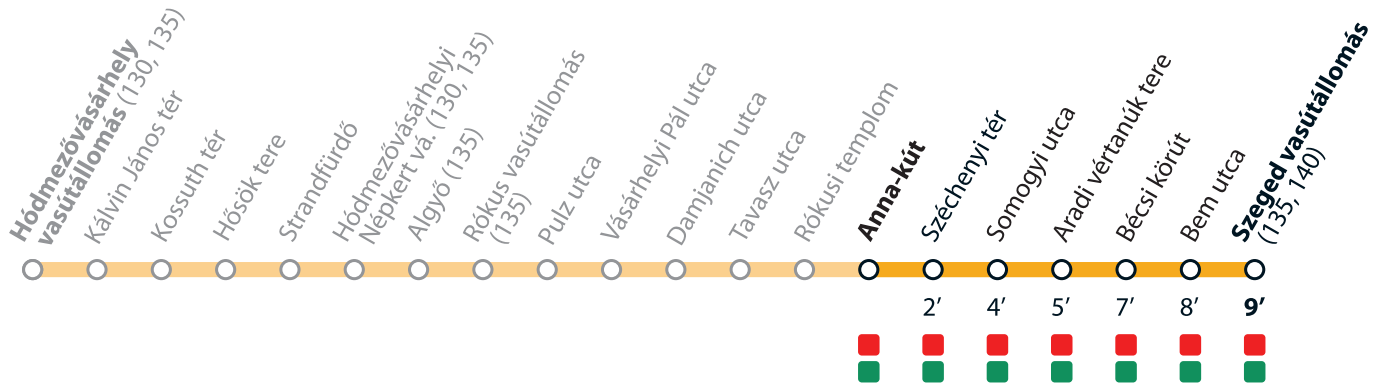 Hódmezővásárhely
vasútállomás (130, 135)
Kálvin János tér
Kossuth tér
Hősök tere
Strandfürdő
Hódmezővásárhelyi
Népkert vá. (130, 135)
Algyő (135)
Rókus vasútállomás
(135)
Pulz utca
Vásárhelyi Pál utca
Damjanich utca
Tavasz utca
Rókusi templom
Anna-kút
Széchenyi tér
Somogyi utca
Aradi vértanúk tere
Bécsi körút
Bem utca
Szeged vasútállomás
(135, 140)
2’ 4’ 5’ 7’ 8’ 9’